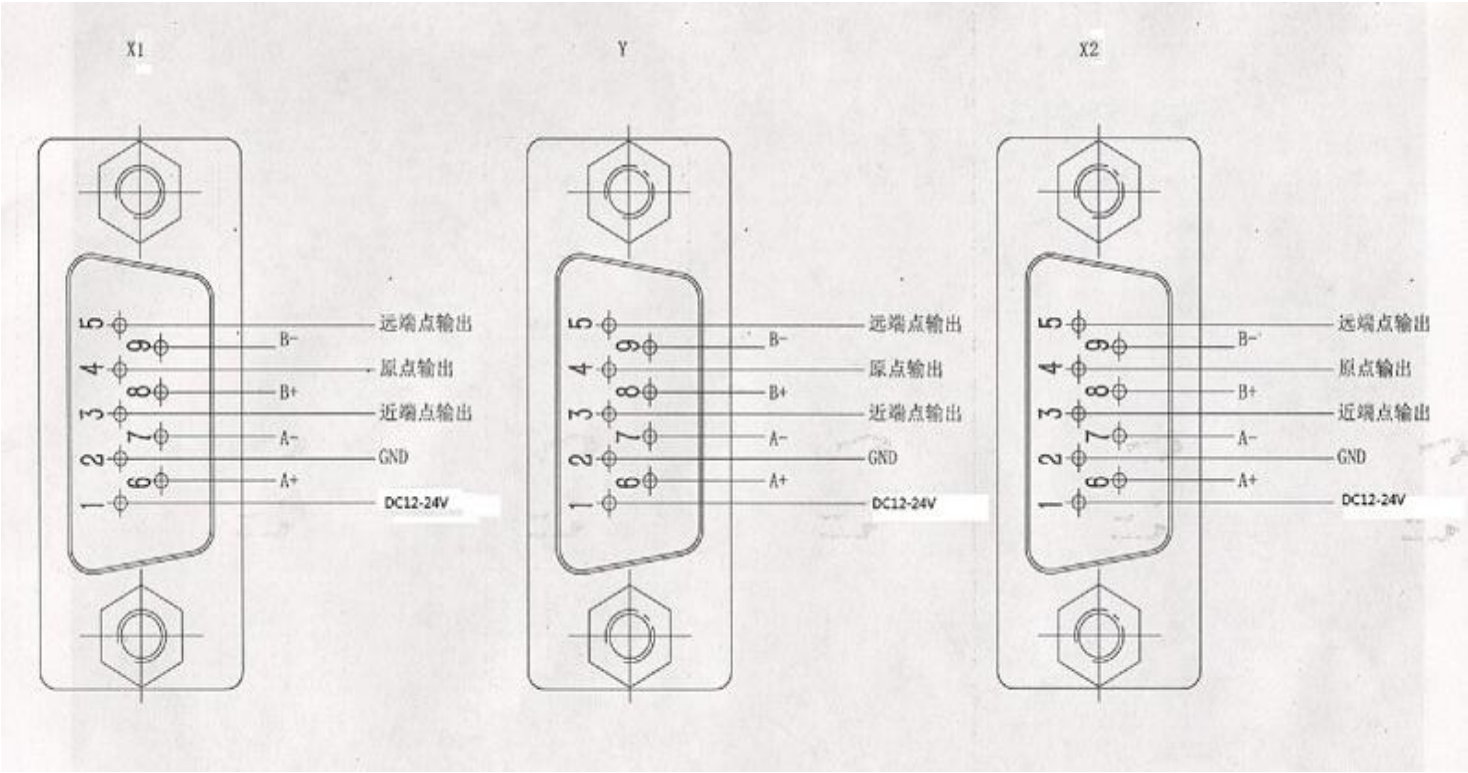 X1
Y
X2
5 远端点输出
9 B-
4 原点输出
8 B+
3 近端点输出
7 A-
2 GND
6 A+
1 DC12-24V
5 远端点输出
9 B-
4 原点输出
8 B+
3 近端点输出
7 A-
2 GND
6 A+
1 DC12-24V
5 远端点输出
9 B-
4 原点输出
8 B+
3 近端点输出
7 A-
2 GND
6 A+
1 DC12-24V